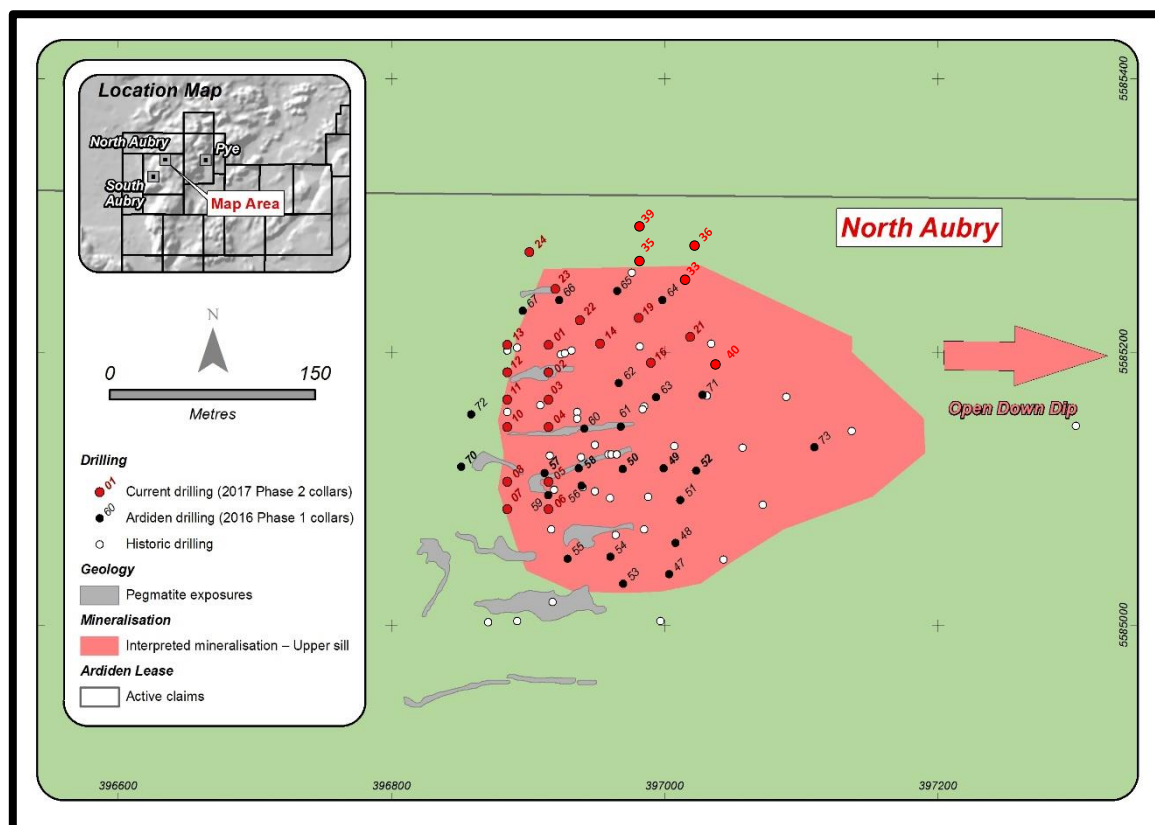 Location Map
North Aubry
Pye
South
Aubry
Map Area
N
0 150
Metres
Drilling
01 Current drilling (2017 Phase 2 collars)
60 Ardiden drilling (2016 Phase 1 collars)
Historic drilling
Geology
Pegmatite exposures
Mineralisation
Interpreted mineralisation – Upper sill
Ardiden Lease
Active claims
North Aubry
Open Down Dip
5585400
5585200
5585000
396600
396800
397000
397200
39
36
24
35
33
23
66
65
64
67
22
19
21
13
01
14
16
40
12
02
62
11
03
63
71
72
10
04
60
61
73
70
57
58
50
49
52
08
05
56
51
59
07
06
48
55
54
53
47